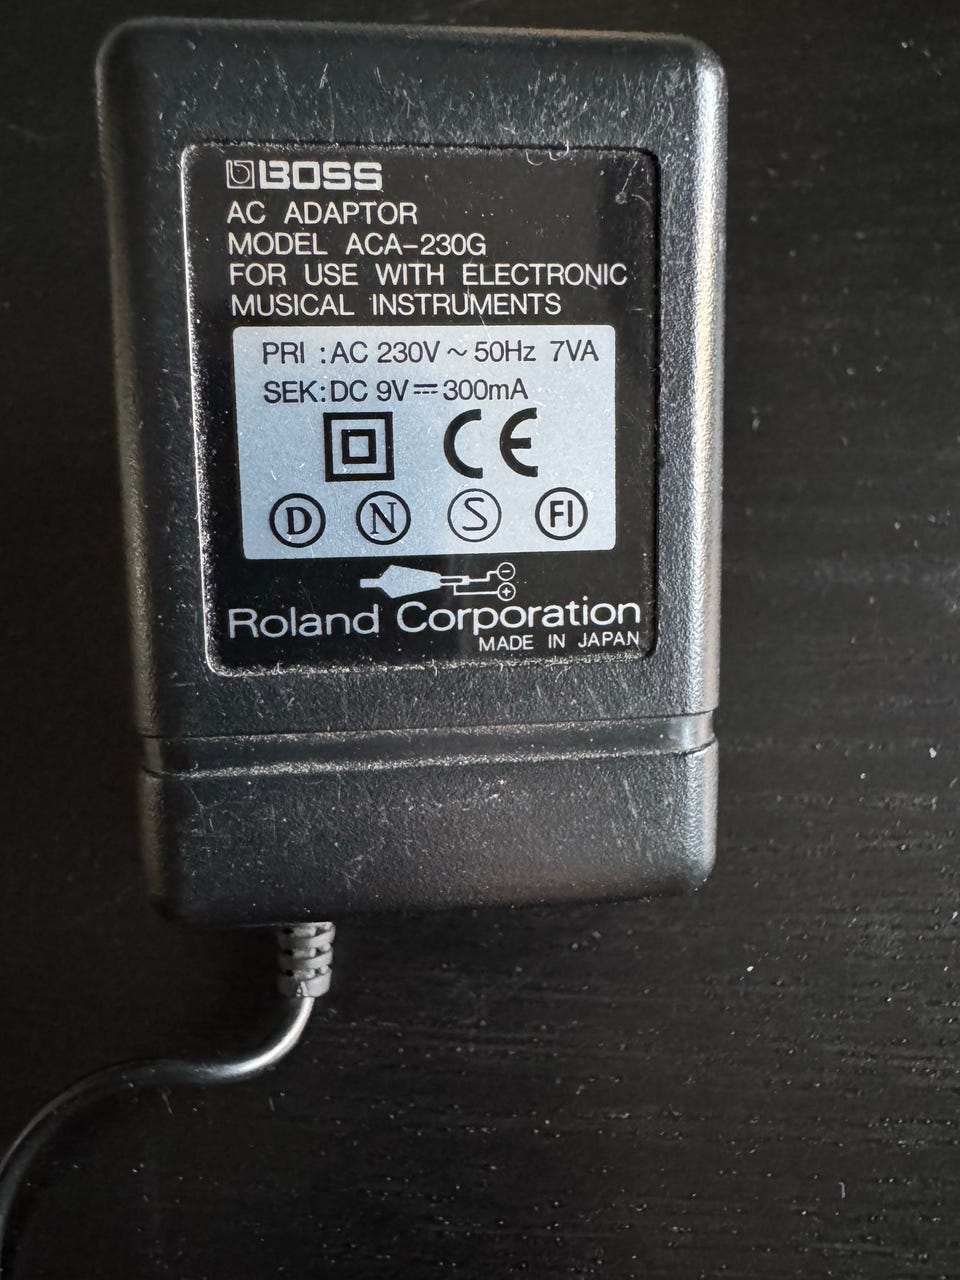 BOSS
AC ADAPTOR
MODEL ACA-230G
FOR USE WITH ELECTRONIC
MUSICAL INSTRUMENTS
PRI : AC 230V ~ 50Hz 7VA
SEK: DC 9V ⎓ 300mA
CE
D N S FI
Roland Corporation
MADE IN JAPAN